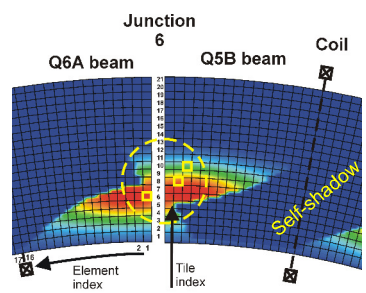 Junction
6
Q6A beam
Q5B beam
Coil
21
20
19
18
17
16
15
14
13
12
11
10
9
8
7
6
5
4
3
2
1
Self-shadow
17 16
2 1
Element
index
Tile
index